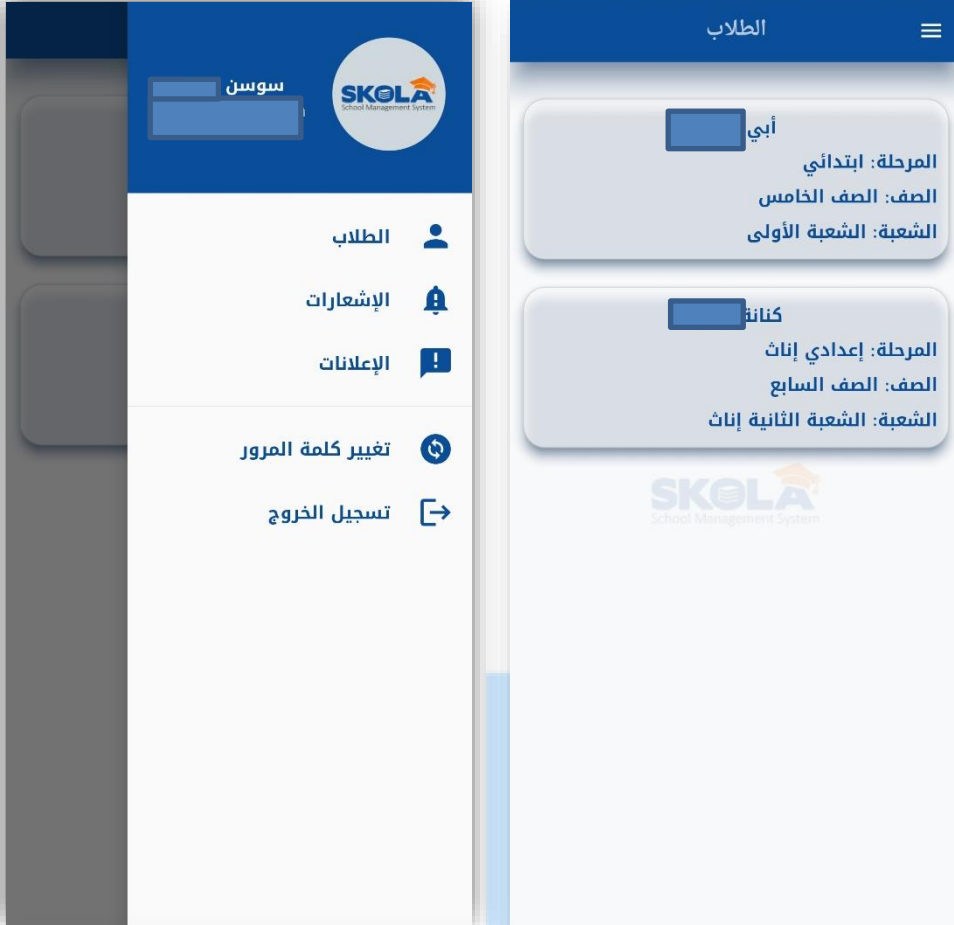 الطلاب
أبي
المرحلة: ابتدائي
الصف: الصف الخامس
الشعبة: الشعبة الأولى
كنانة
المرحلة: إعدادي إناث
الصف: الصف السابع
الشعبة: الشعبة الثانية إناث
SKOLA
School Management System
SKOLA
School Management System
سوسن
الطلاب
الإشعارات
الإعلانات
تغيير كلمة المرور
تسجيل الخروج